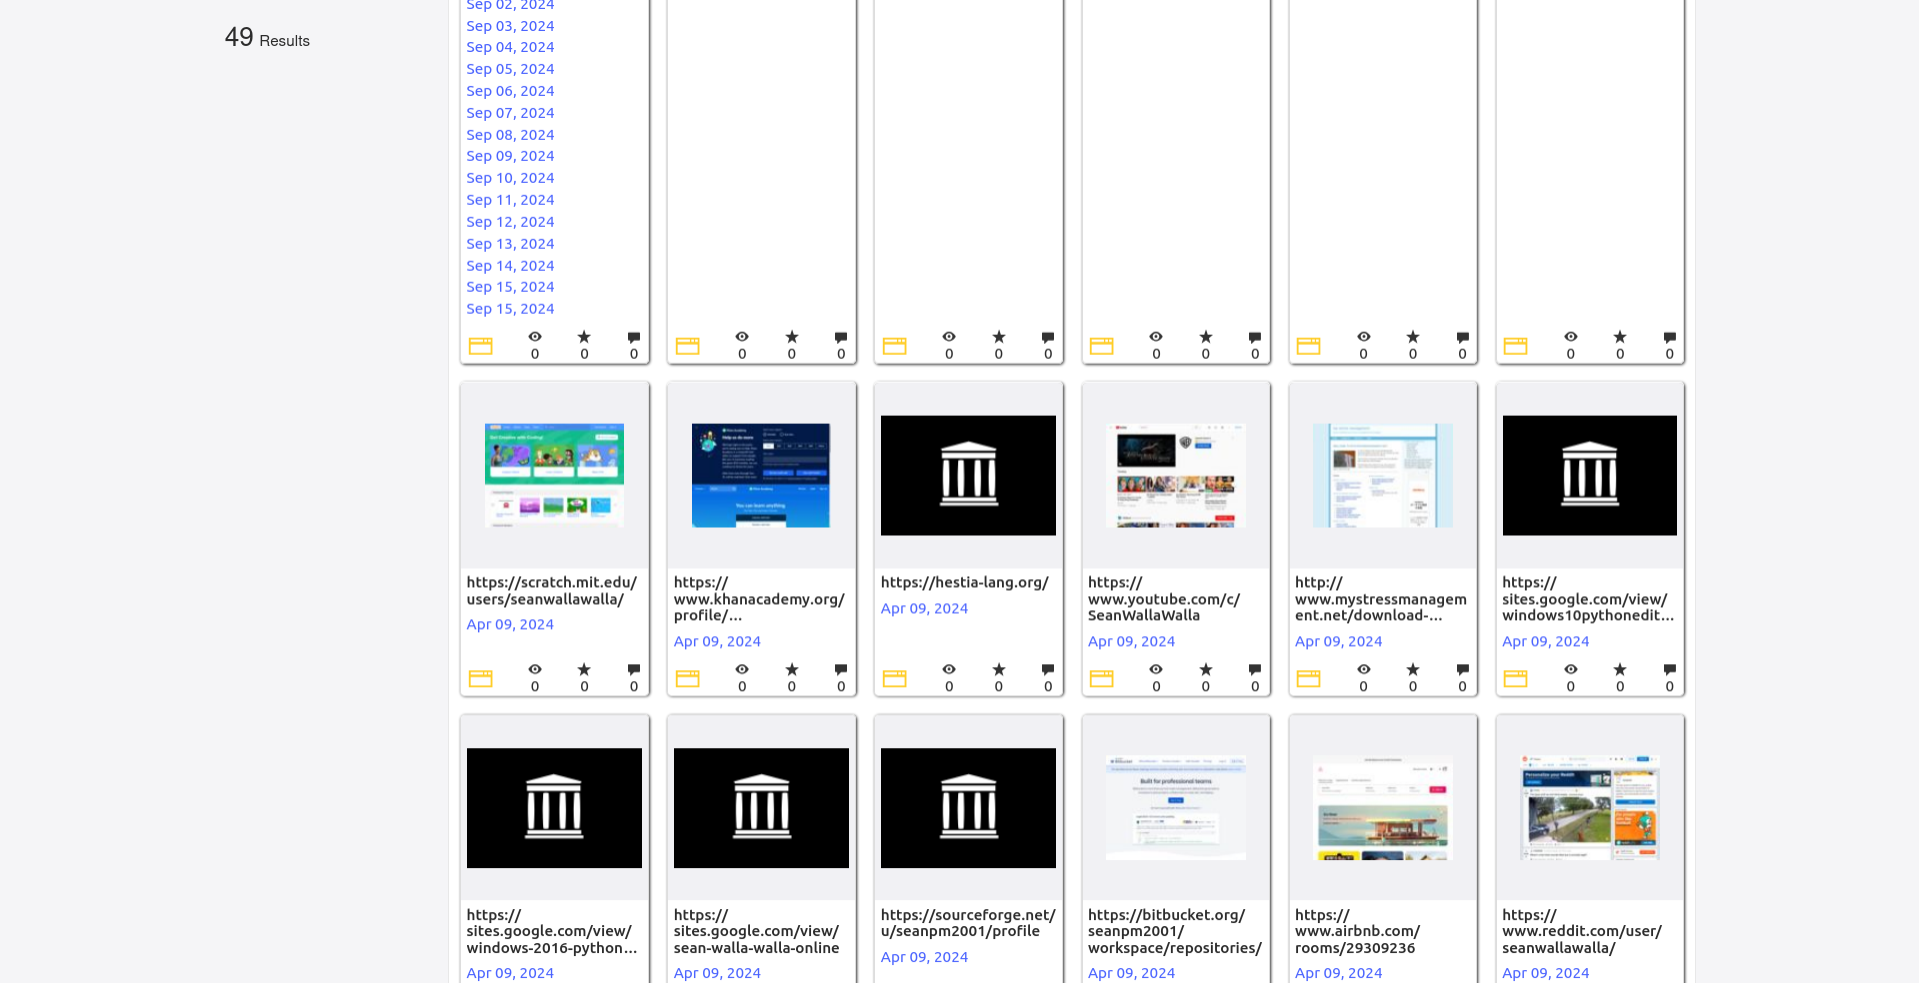 49 Results
Sep 02, 2024
Sep 03, 2024
Sep 04, 2024
Sep 05, 2024
Sep 06, 2024
Sep 07, 2024
Sep 08, 2024
Sep 09, 2024
Sep 10, 2024
Sep 11, 2024
Sep 12, 2024
Sep 13, 2024
Sep 14, 2024
Sep 15, 2024
Sep 15, 2024
0 0 0
0 0 0
0 0 0
0 0 0
0 0 0
0 0 0
https://scratch.mit.edu/
users/seanwallawalla/
Apr 09, 2024
0 0 0
https://
www.khanacademy.org/
profile/...
Apr 09, 2024
0 0 0
https://hestia-lang.org/
Apr 09, 2024
0 0 0
https://
www.youtube.com/c/
SeanWallaWalla
Apr 09, 2024
0 0 0
http://
www.mystressmanagem
ent.net/download-...
Apr 09, 2024
0 0 0
https://
sites.google.com/view/
windows10pythonedit...
Apr 09, 2024
0 0 0
https://
sites.google.com/view/
windows-2016-python...
Apr 09, 2024
https://
sites.google.com/view/
sean-walla-walla-online
Apr 09, 2024
https://sourceforge.net/
u/seanpm2001/profile
Apr 09, 2024
Built for professional teams
https://bitbucket.org/
seanpm2001/
workspace/repositories/
Apr 09, 2024
https://
www.airbnb.com/
rooms/29309236
Apr 09, 2024
https://
www.reddit.com/user/
seanwallawalla/
Apr 09, 2024